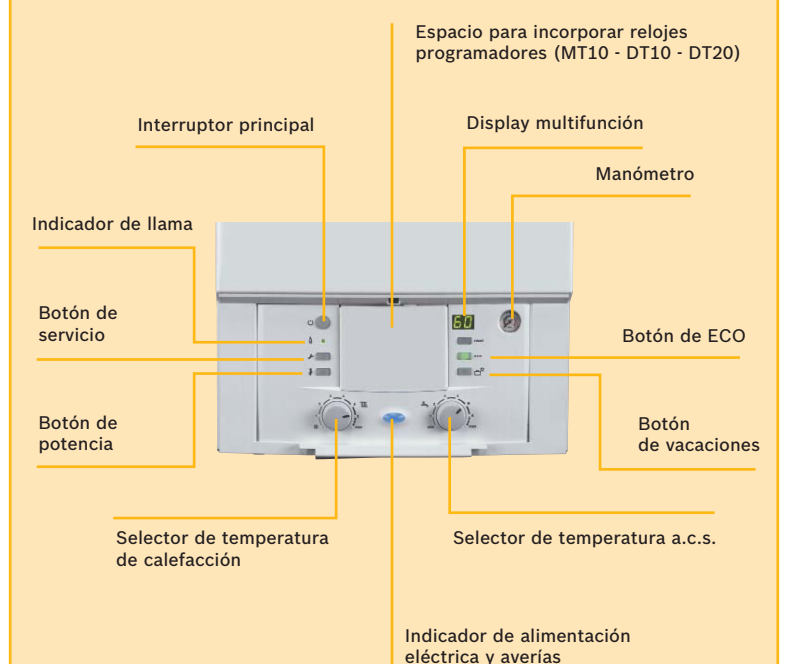 Espacio para incorporar relojes
programadores (MT10 - DT10 - DT20)
Interruptor principal
Display multifunción
Manómetro
Indicador de llama
Botón de
servicio
60
reset
eco
Botón de ECO
Botón de
potencia
Botón
de vacaciones
Selector de temperatura
de calefacción
Selector de temperatura a.c.s.
Indicador de alimentación
eléctrica y averías